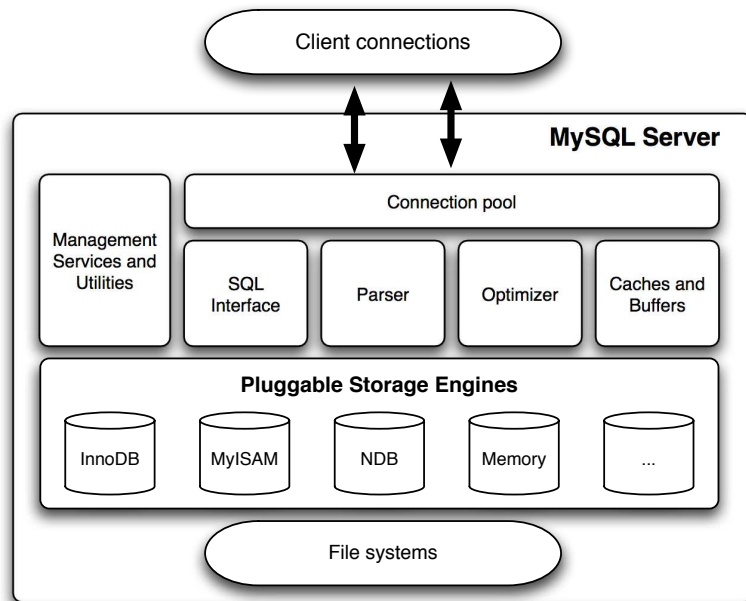 Client connections
MySQL Server
Connection pool
Management
Services and
Utilities
SQL
Interface
Parser
Optimizer
Caches and
Buffers
Pluggable Storage Engines
InnoDB
MyISAM
NDB
Memory
...
File systems